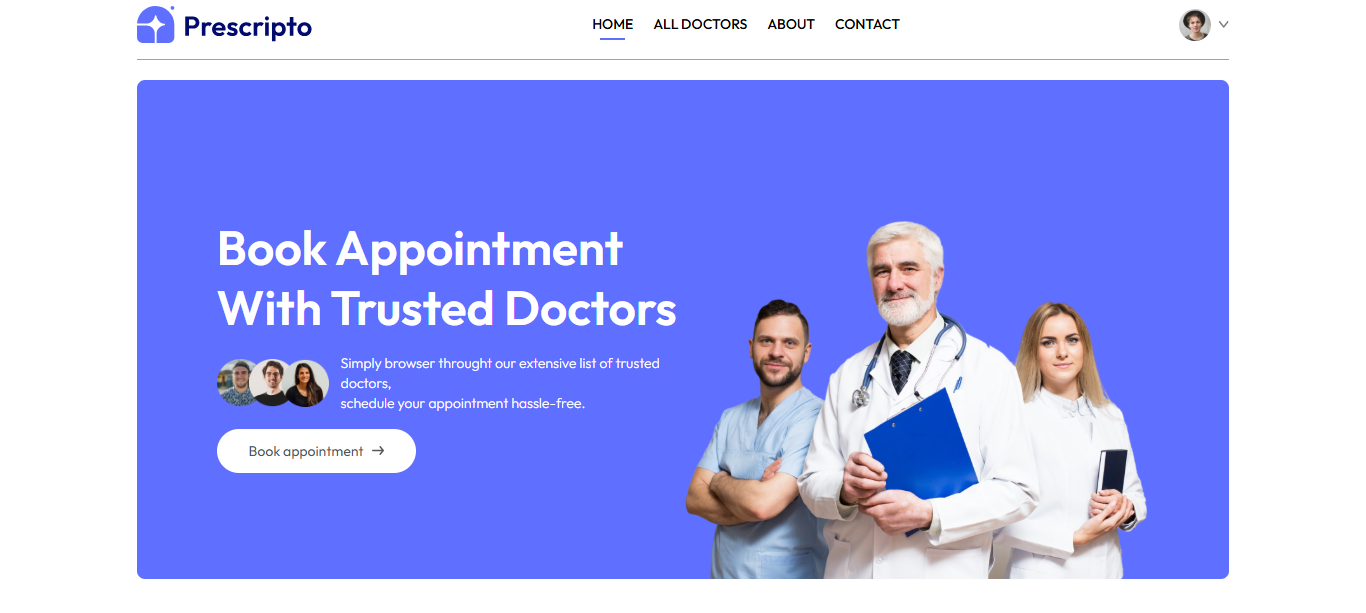 Prescripto
HOME
ALL DOCTORS
ABOUT
CONTACT
Book Appointment
With Trusted Doctors
Simply browser throught our extensive list of trusted
doctors,
schedule your appointment hassle-free.
Book appointment →